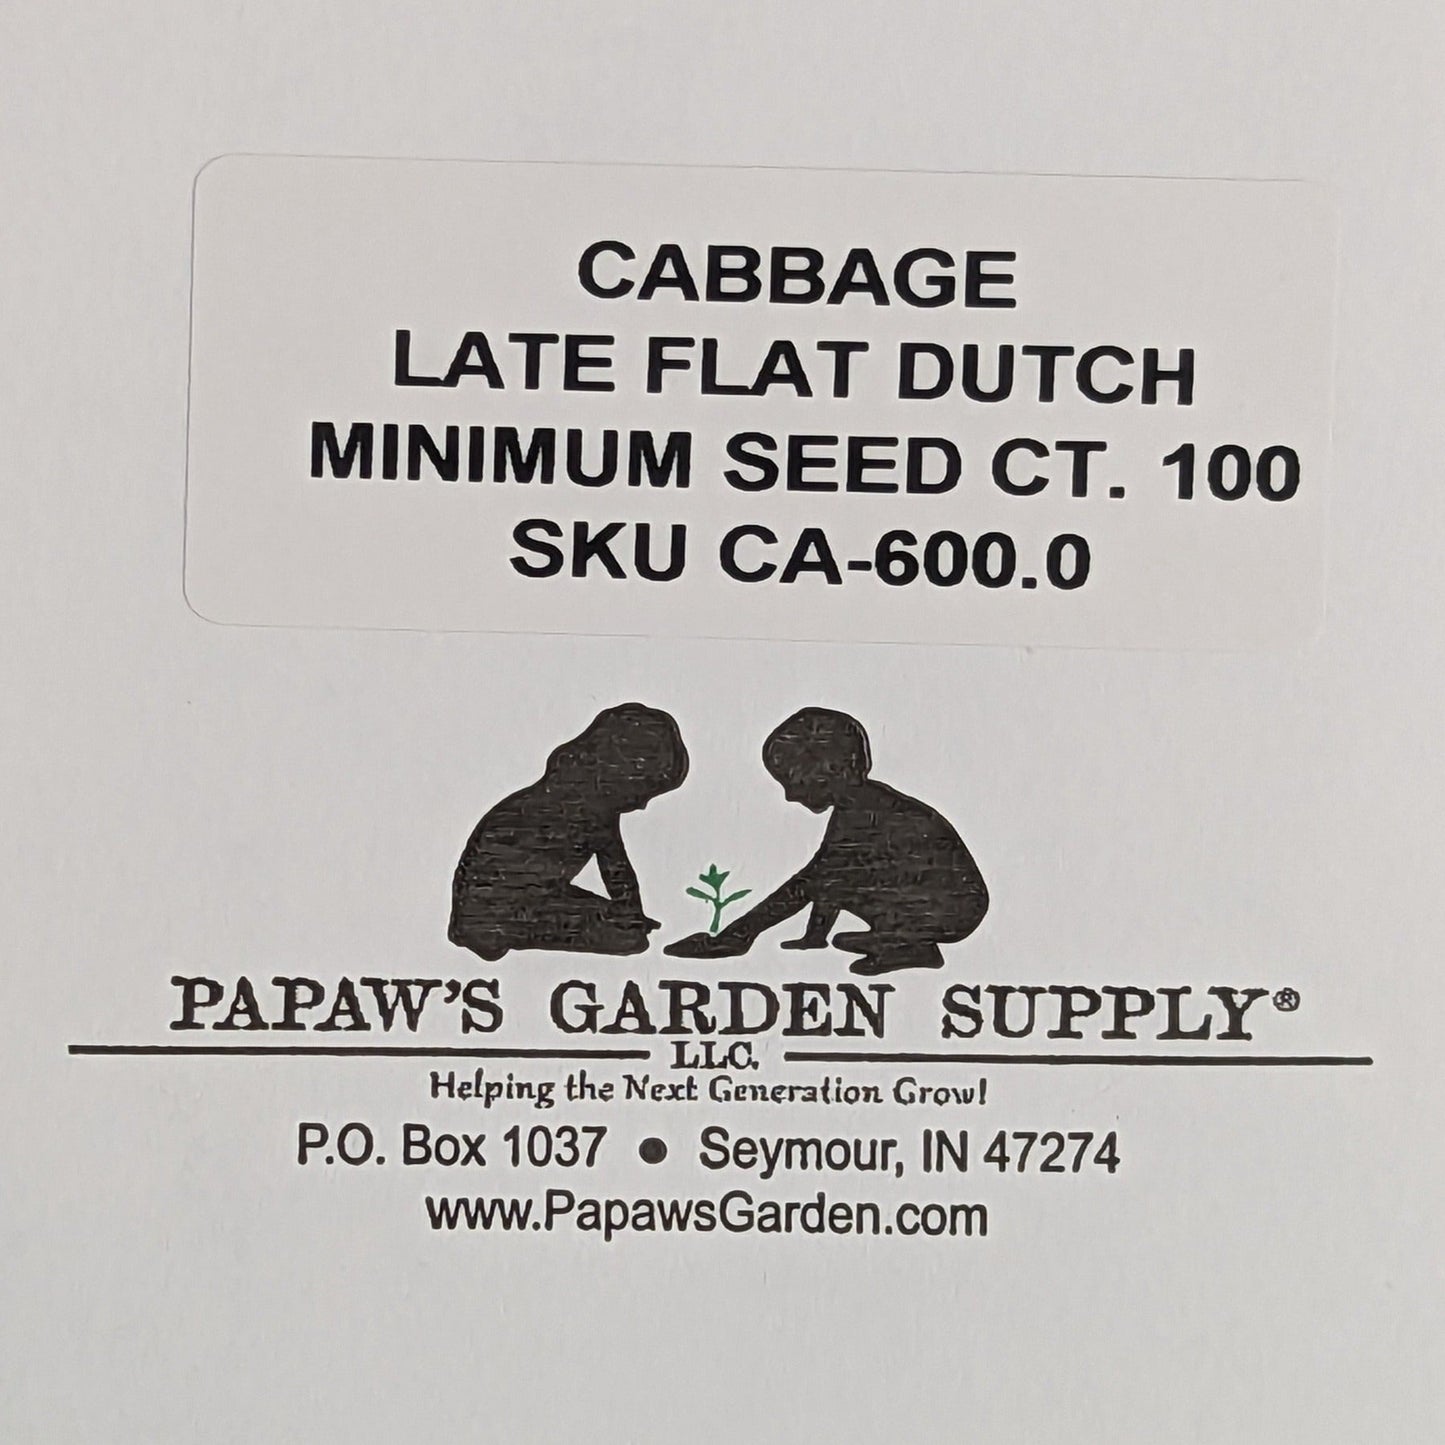 CABBAGE
LATE FLAT DUTCH
MINIMUM SEED CT. 100
SKU CA-600.0
PAPAW'S GARDEN SUPPLY®
LLC.
Helping the Next Generation Grow!
P.O. Box 1037 • Seymour, IN 47274
www.PapawsGarden.com